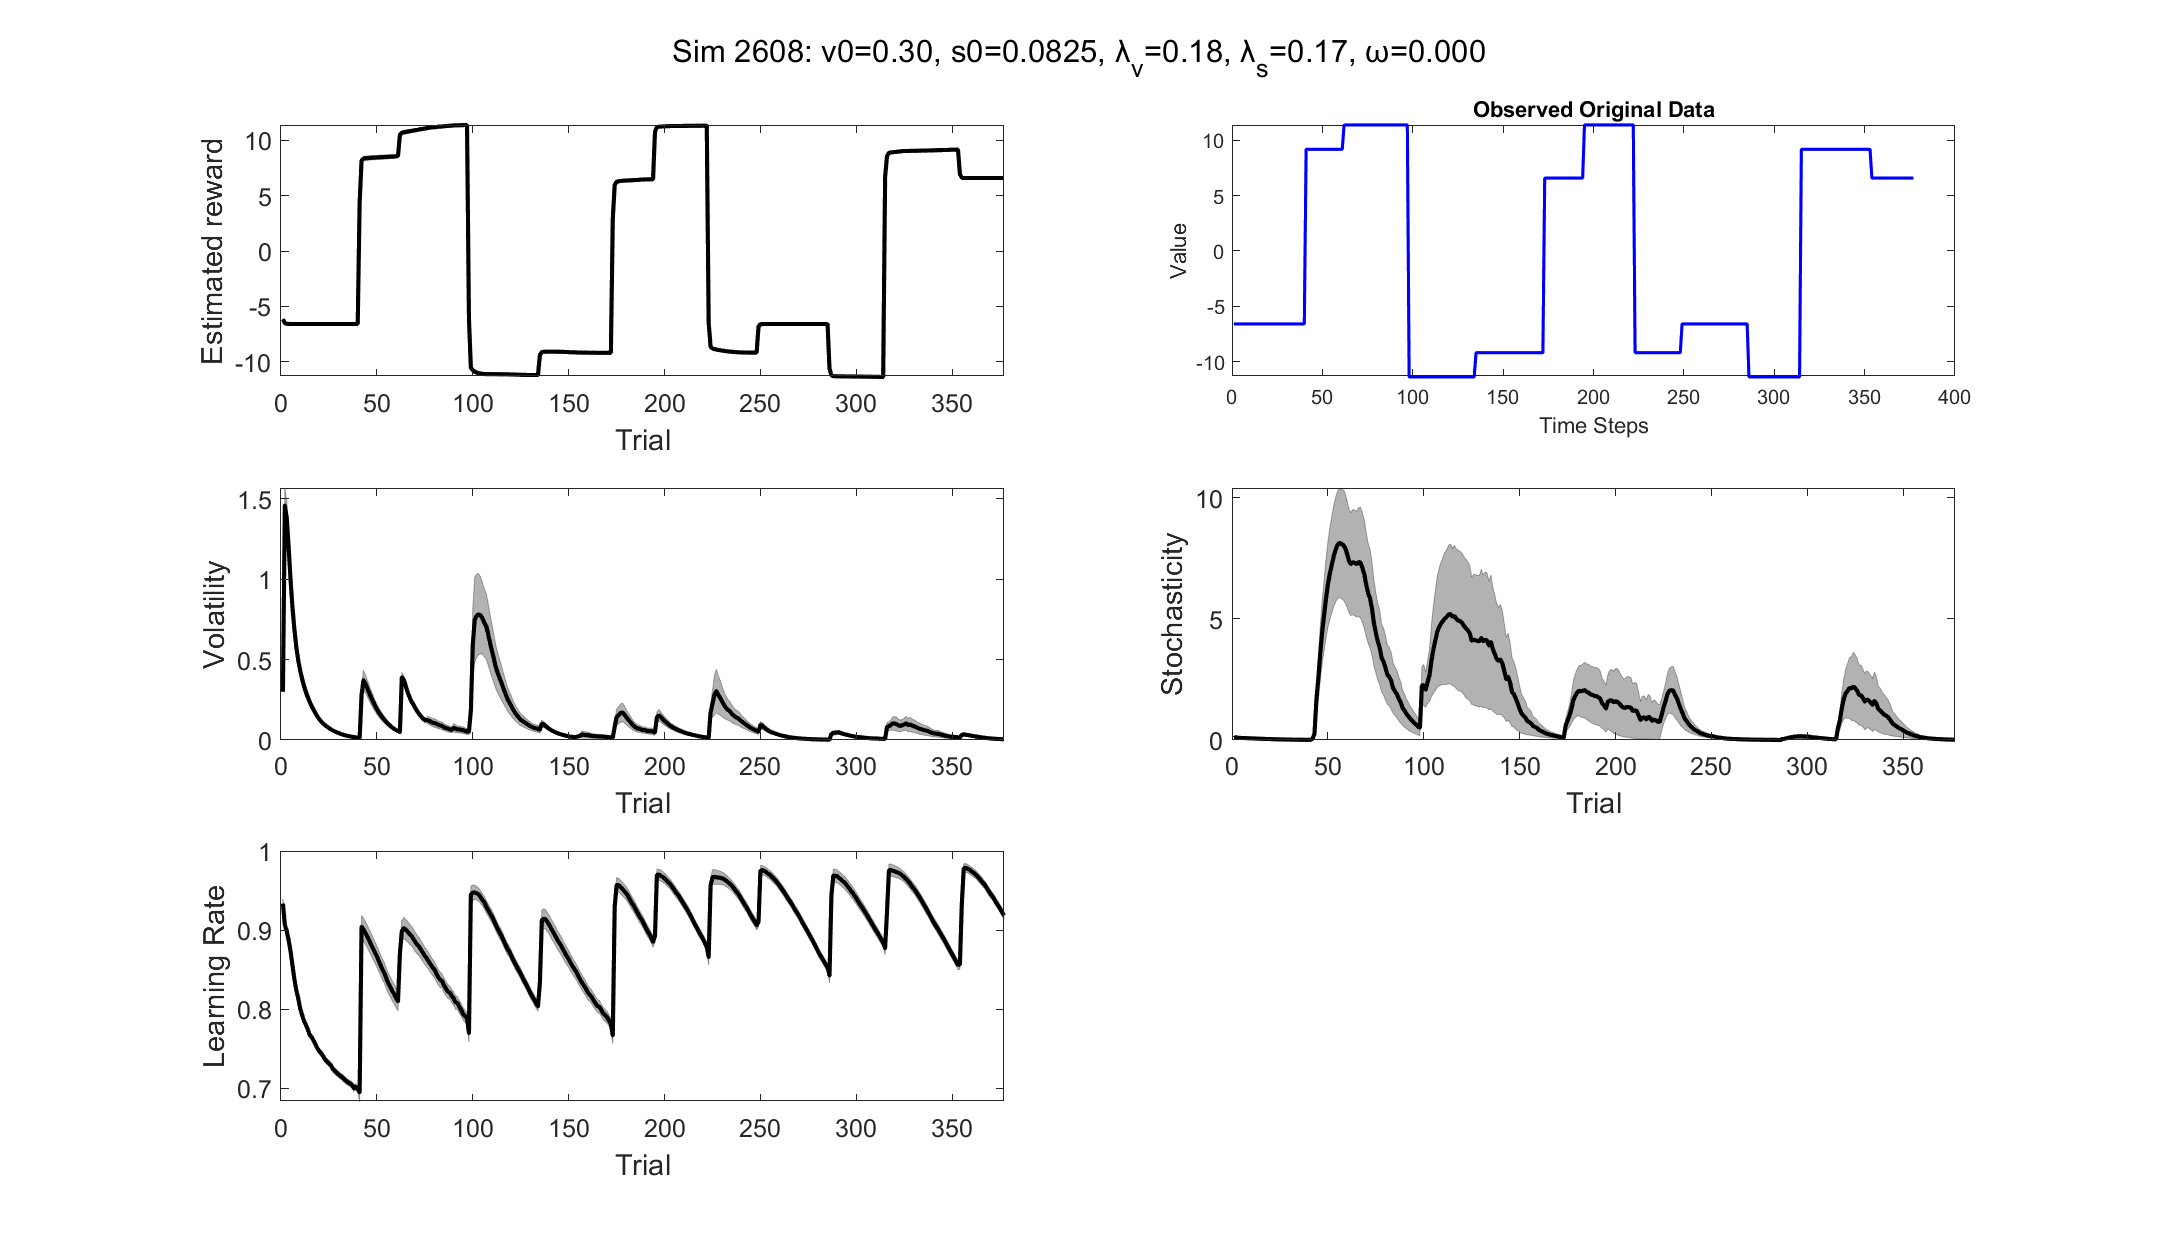 Sim 2608: v0=0.30, s0=0.0825, λv=0.18, λs=0.17, ω=0.000
Estimated reward
10
5
0
-5
-10
0 50 100 150 200 250 300 350
Trial
Observed Original Data
Value
10
5
0
-5
-10
0 50 100 150 200 250 300 350 400
Time Steps
Volatility
1.5
1
0.5
0
0 50 100 150 200 250 300 350
Trial
Stochasticity
10
5
0
0 50 100 150 200 250 300 350
Trial
Learning Rate
1
0.9
0.8
0.7
0 50 100 150 200 250 300 350
Trial